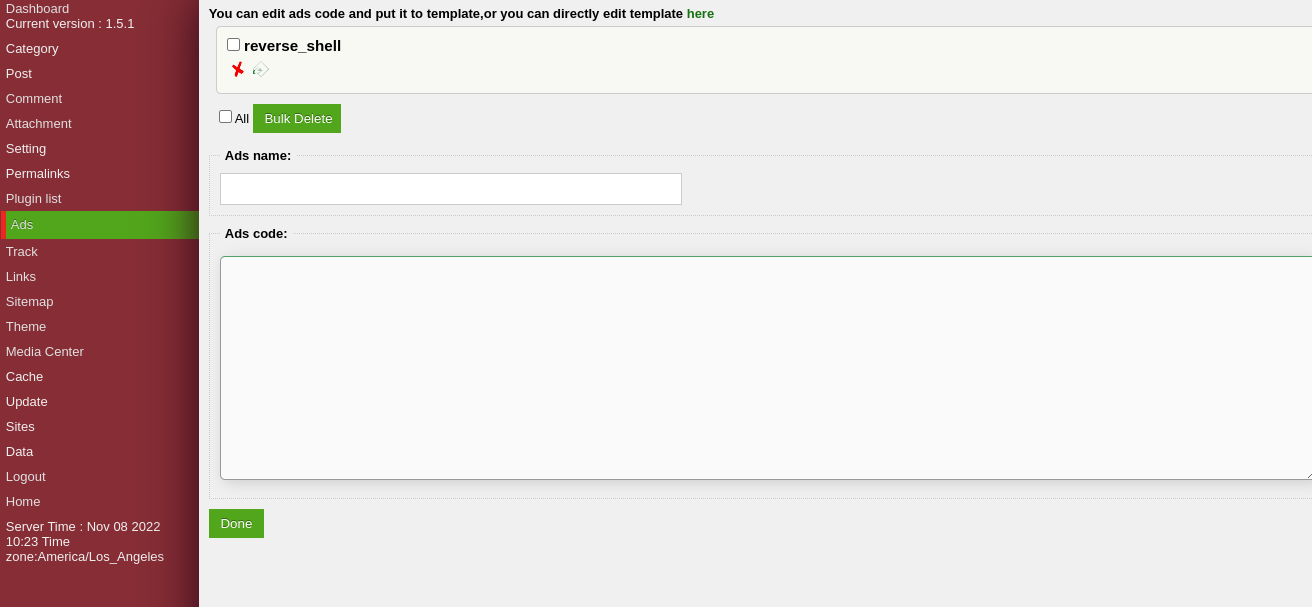 Dashboard
Current version : 1.5.1
Category
Post
Comment
Attachment
Setting
Permalinks
Plugin list
Ads
Track
Links
Sitemap
Theme
Media Center
Cache
Update
Sites
Data
Logout
Home
Server Time : Nov 08 2022
10:23 Time
zone:America/Los_Angeles
You can edit ads code and put it to template,or you can directly edit template here
reverse_shell
All Bulk Delete
Ads name:
Ads code:
Done